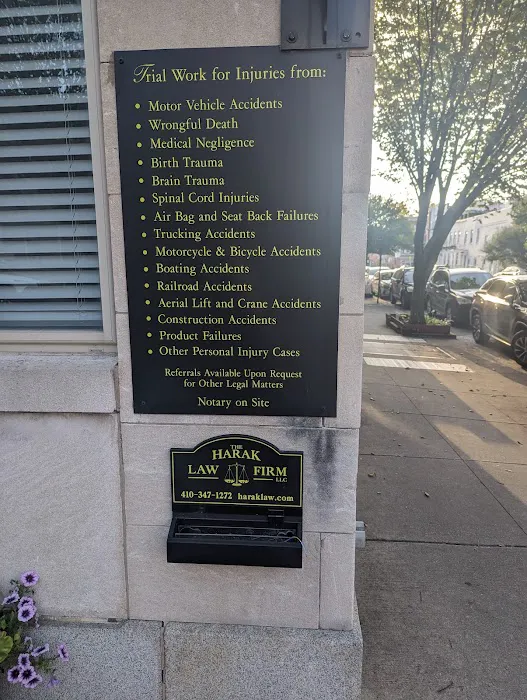 Trial Work for Injuries from:
• Motor Vehicle Accidents
• Wrongful Death
• Medical Negligence
• Birth Trauma
• Brain Trauma
• Spinal Cord Injuries
• Air Bag and Seat Back Failures
• Trucking Accidents
• Motorcycle & Bicycle Accidents
• Boating Accidents
• Railroad Accidents
• Aerial Lift and Crane Accidents
• Construction Accidents
• Product Failures
• Other Personal Injury Cases
Referrals Available Upon Request
for Other Legal Matters
Notary on Site
THE
HARAK
LAW FIRM
LLC
410-347-1272 haraklaw.com